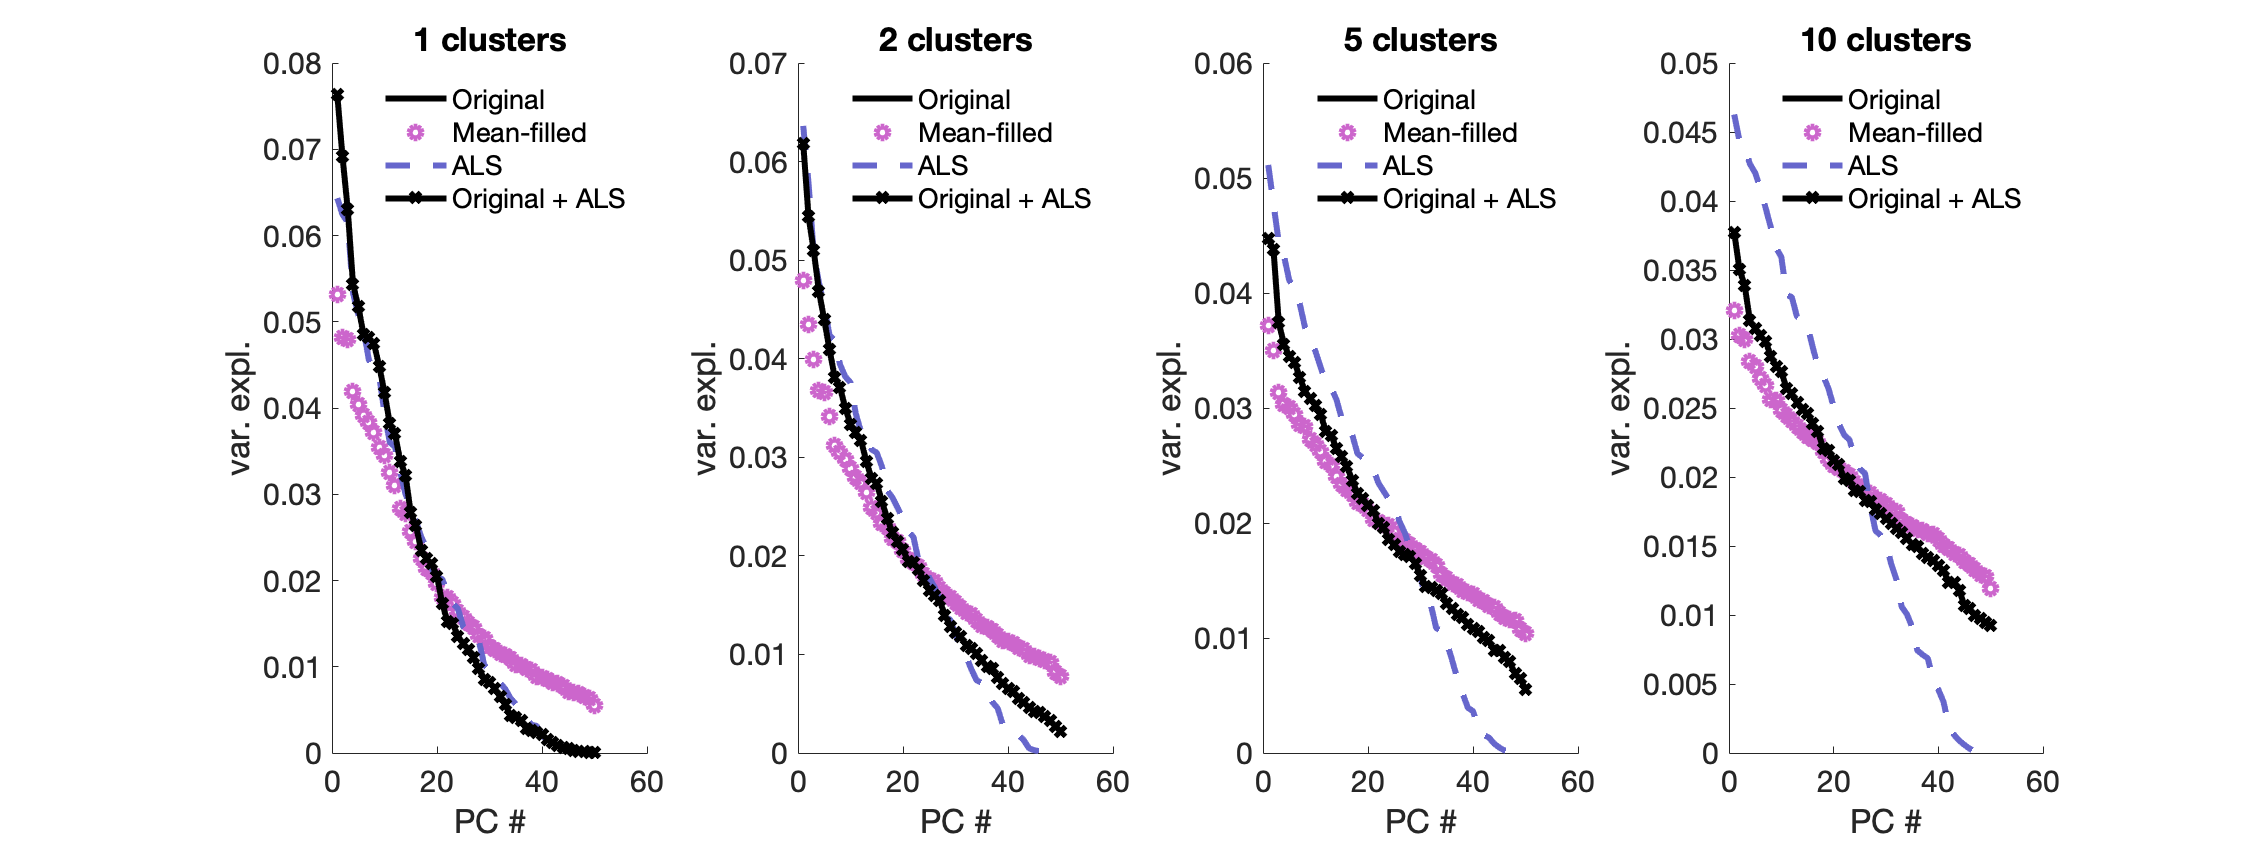 1 clusters
0.08
0.07
0.06
0.05
0.04
0.03
0.02
0.01
0
var. expl.
Original
Mean-filled
ALS
Original + ALS
0 20 40 60
PC #
2 clusters
0.07
0.06
0.05
0.04
0.03
0.02
0.01
0
var. expl.
Original
Mean-filled
ALS
Original + ALS
0 20 40 60
PC #
5 clusters
0.06
0.05
0.04
0.03
0.02
0.01
0
var. expl.
Original
Mean-filled
ALS
Original + ALS
0 20 40 60
PC #
10 clusters
0.05
0.045
0.04
0.035
0.03
0.025
0.02
0.015
0.01
0.005
0
var. expl.
Original
Mean-filled
ALS
Original + ALS
0 20 40 60
PC #